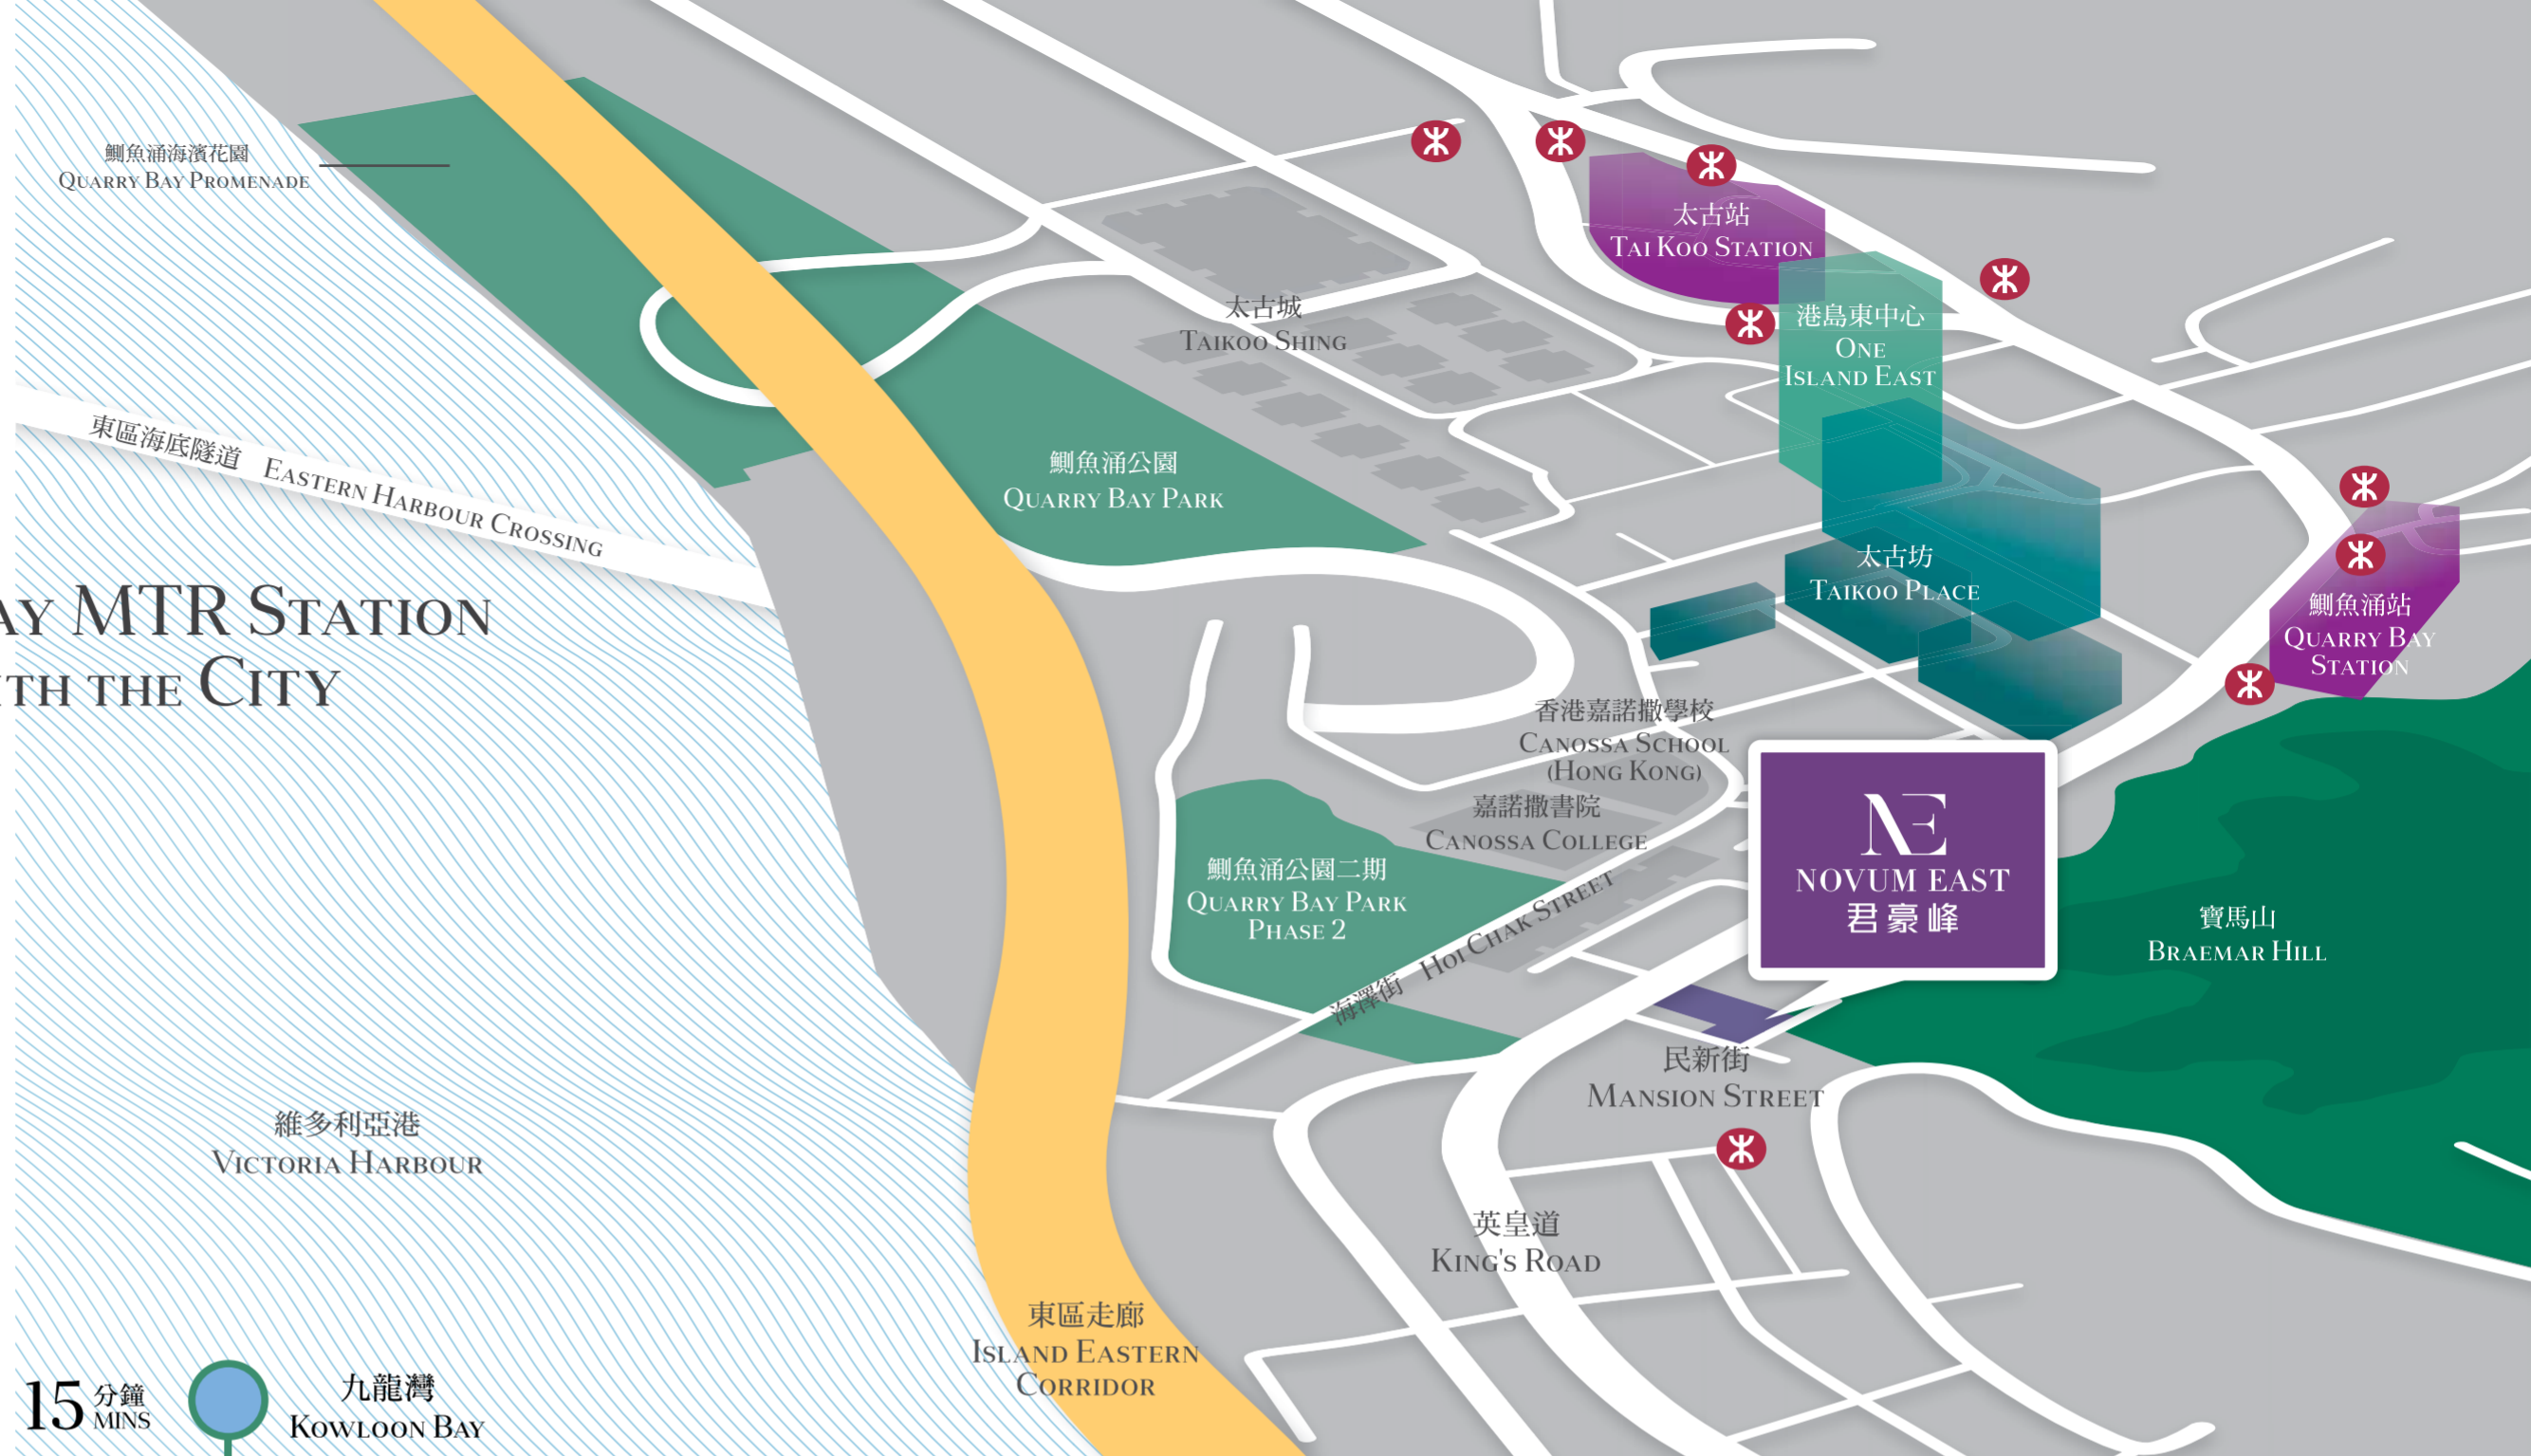 鰂魚涌海濱花園
Quarry Bay Promenade
太古站
Tai Koo Station
港島東中心
One
Island East
太古城
Taikoo Shing
東區海底隧道 Eastern Harbour Crossing
鰂魚涌公園
Quarry Bay Park
太古坊
Taikoo Place
鰂魚涌站
Quarry Bay
Station
ay MTR Station
ith the City
香港嘉諾撒學校
Canossa School
(Hong Kong)
嘉諾撒書院
Canossa College
鰂魚涌公園二期
Quarry Bay Park
Phase 2
海澤街 Hoi Chak Street
NE
NOVUM EAST
君豪峰
寶馬山
Braemar Hill
民新街
Mansion Street
維多利亞港
Victoria Harbour
英皇道
King's Road
東區走廊
Island Eastern
Corridor
15 分鐘
mins
九龍灣
Kowloon Bay